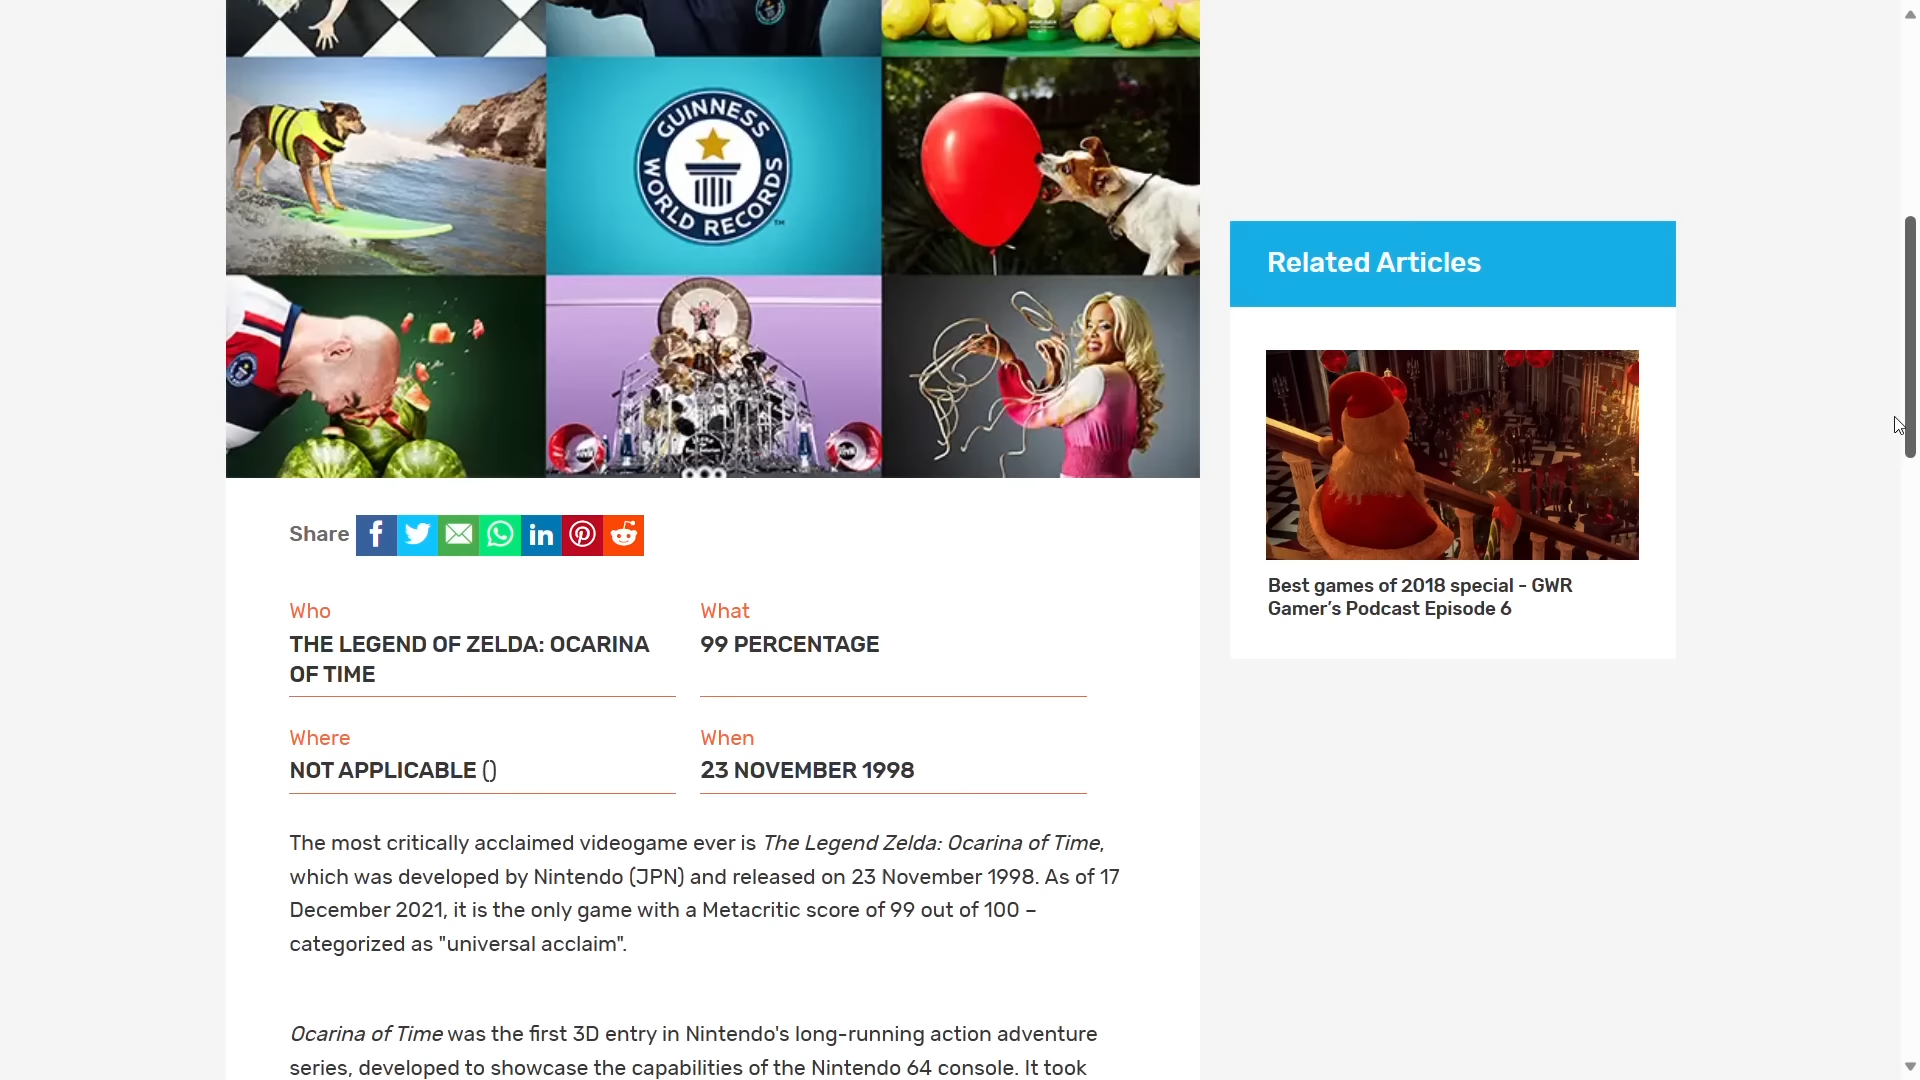 GUINNESS
WORLD RECORDS
TM
Related Articles
Best games of 2018 special - GWR
Gamer's Podcast Episode 6
Share
Who
THE LEGEND OF ZELDA: OCARINA
OF TIME
What
99 PERCENTAGE
Where
NOT APPLICABLE ()
When
23 NOVEMBER 1998
The most critically acclaimed videogame ever is The Legend Zelda: Ocarina of Time,
which was developed by Nintendo (JPN) and released on 23 November 1998. As of 17
December 2021, it is the only game with a Metacritic score of 99 out of 100 –
categorized as "universal acclaim".
Ocarina of Time was the first 3D entry in Nintendo's long-running action adventure
series, developed to showcase the capabilities of the Nintendo 64 console. It took